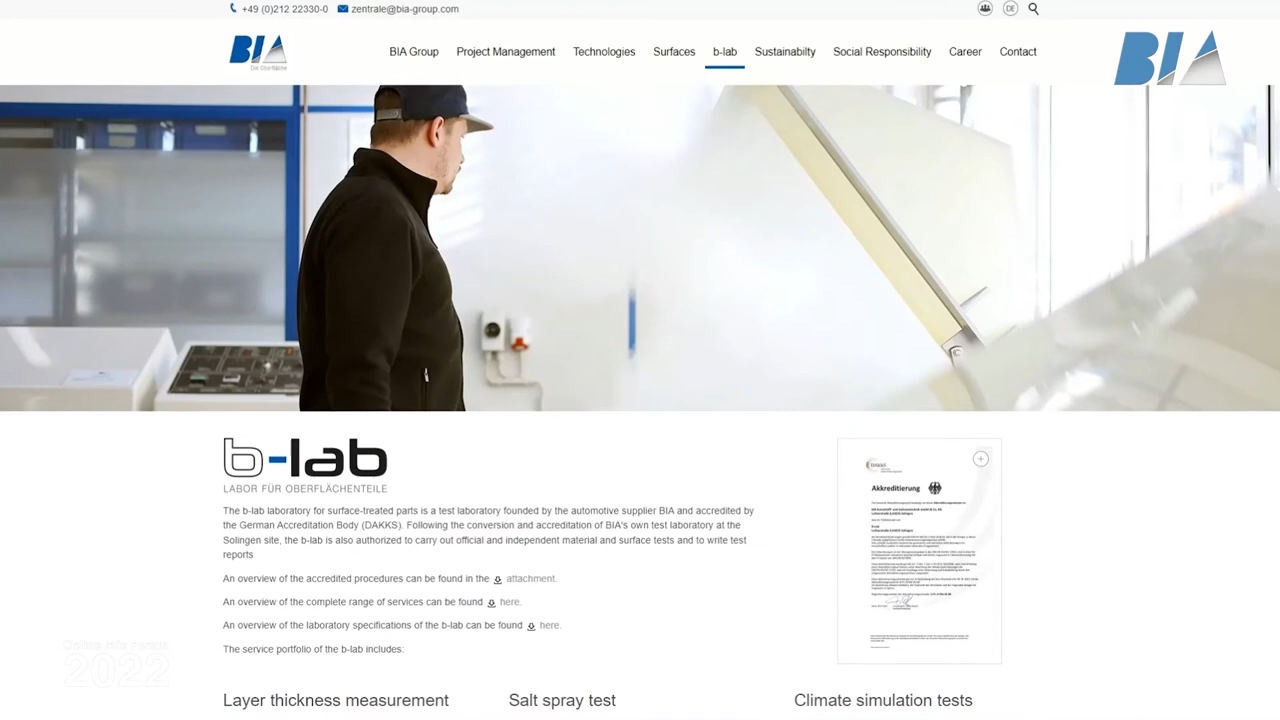 +49 (0)212 22330-0 zentrale@bia-group.com
DE
BIA
Die Oberfläche
BIA Group Project Management Technologies Surfaces b-lab Sustainabilty Social Responsibility Career Contact
BIA
b-lab
LABOR FÜR OBERFLÄCHENTEILE
The b-lab laboratory for surface-treated parts is a test laboratory founded by the automotive supplier BIA and accredited by
the German Accreditation Body (DAKKS). Following the conversion and accreditation of BIA's own test laboratory at the
Solingen site, the b-lab is also authorized to carry out official and independent material and surface tests and to write test
reports
An overview of the accredited procedures can be found in the attachment.
An overview of the complete range of services can be found here.
An overview of the laboratory specifications of the b-lab can be found here.
The service portfolio of the b-lab includes:
Akkreditierung
2022
Layer thickness measurement Salt spray test Climate simulation tests